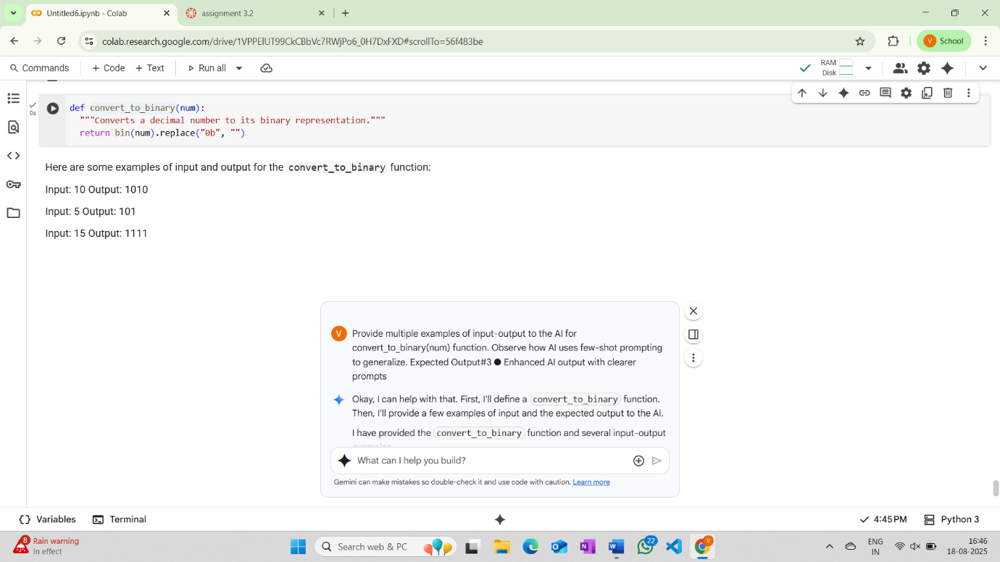 Untitled6.ipynb - Colab
assignment 3.2
colab.research.google.com/drive/1VPPElUT99CkCBbVc7RWjPo6_0H7DxFXD#scrollTo=56f483be
V School
Commands + Code + Text Run all
RAM
Disk
0s
def convert_to_binary(num):
"""Converts a decimal number to its binary representation."""
return bin(num).replace("0b", "")
Here are some examples of input and output for the convert_to_binary function:
Input: 10 Output: 1010
Input: 5 Output: 101
Input: 15 Output: 1111
V Provide multiple examples of input-output to the AI for
convert_to_binary(num) function. Observe how AI uses few-shot prompting
to generalize. Expected Output#3 ● Enhanced AI output with clearer
prompts
Okay, I can help with that. First, I'll define a convert_to_binary function.
Then, I'll provide a few examples of input and the expected output to the AI.
I have provided the convert_to_binary function and several input-output
What can I help you build?
Gemini can make mistakes so double-check it and use code with caution. Learn more
Variables Terminal
4:45 PM Python 3
8
Rain warning
In effect
Search web & PC
22
V
ENG
IN
16:46
18-08-2025